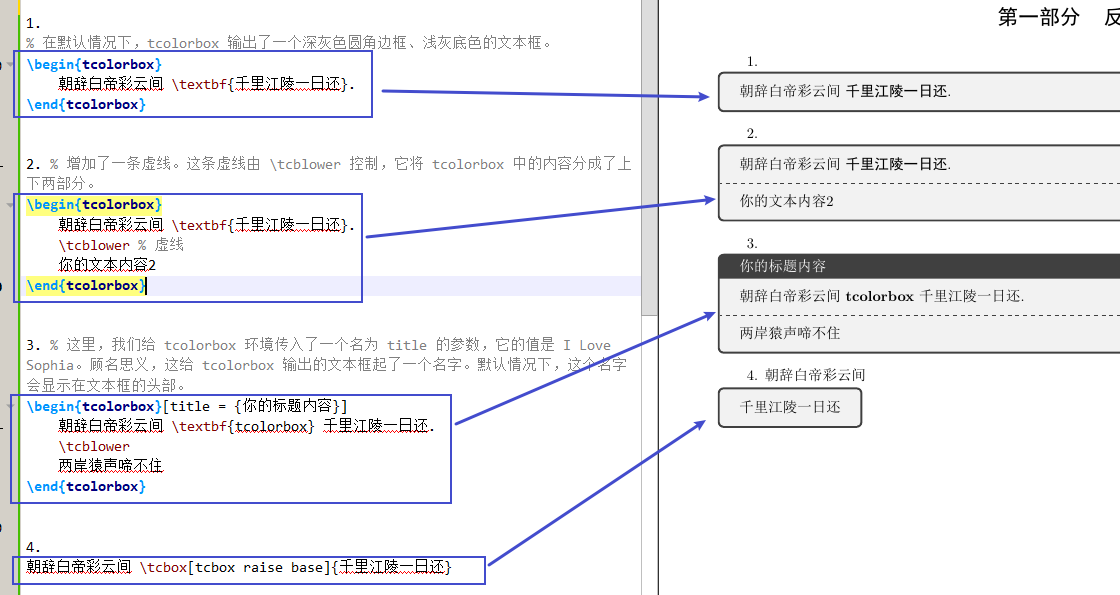 1.
% 在默认情况下，tcolorbox 输出了一个深灰色圆角边框、浅灰底色的文本框。
\begin{tcolorbox}
朝辞白帝彩云间 \textbf{千里江陵一日还}.
\end{tcolorbox}
2. % 增加了一条虚线。这条虚线由 \tcblower 控制，它将 tcolorbox 中的内容分成了上
下两部分。
\begin{tcolorbox}
朝辞白帝彩云间 \textbf{千里江陵一日还}.
\tcblower % 虚线
你的文本内容2
\end{tcolorbox}
3. % 这里，我们给 tcolorbox 环境传入了一个名为 title 的参数，它的值是 I Love
Sophia。顾名思义，这给 tcolorbox 输出的文本框起了一个名字。默认情况下，这个名字
会显示在文本框的头部。
\begin{tcolorbox}[title = {你的标题内容}]
朝辞白帝彩云间 \textbf{tcolorbox} 千里江陵一日还.
\tcblower
两岸猿声啼不住
\end{tcolorbox}
4.
朝辞白帝彩云间 \tcbox[tcbox raise base]{千里江陵一日还}
第一部分 反
1.
朝辞白帝彩云间 千里江陵一日还.
2.
朝辞白帝彩云间 千里江陵一日还.
你的文本内容2
3.
你的标题内容
朝辞白帝彩云间 tcolorbox 千里江陵一日还.
两岸猿声啼不住
4. 朝辞白帝彩云间
千里江陵一日还